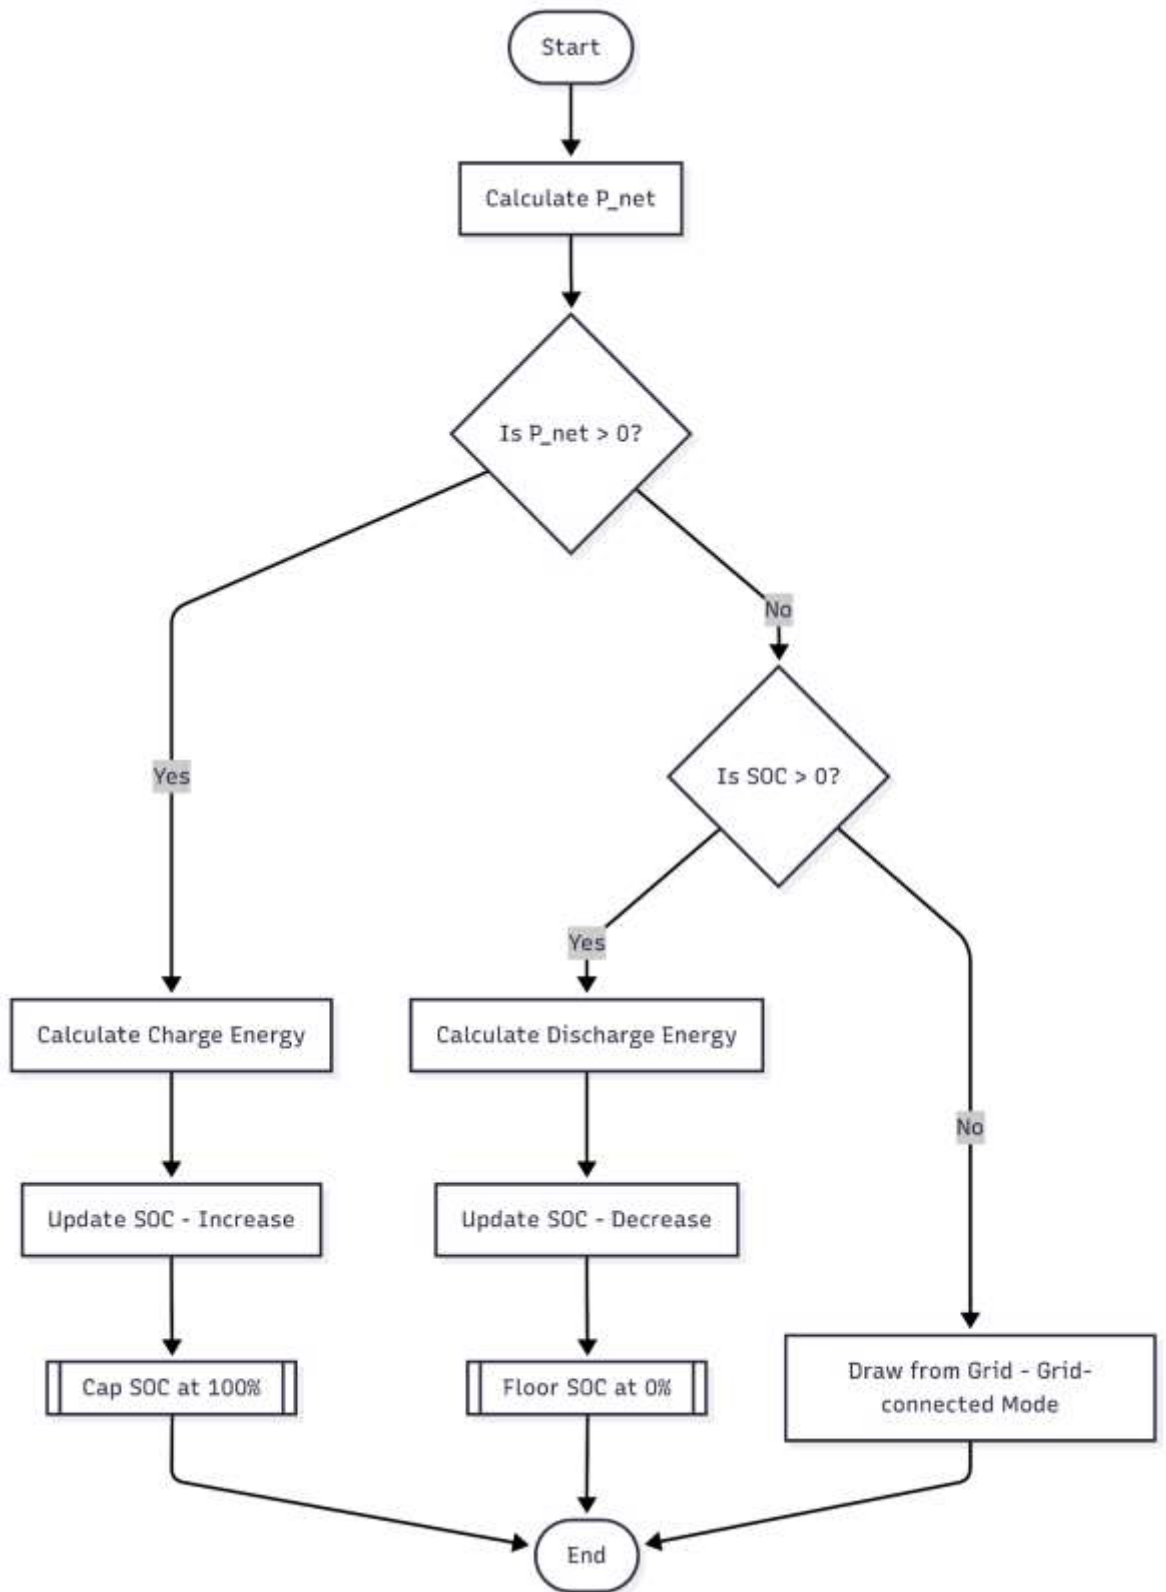 Start
Calculate P_net
Is P_net > 0?
No
Yes
Is SOC > 0?
Yes
Calculate Charge Energy
Calculate Discharge Energy
No
Update SOC - Increase
Update SOC - Decrease
Cap SOC at 100%
Floor SOC at 0%
Draw from Grid - Grid-
connected Mode
End